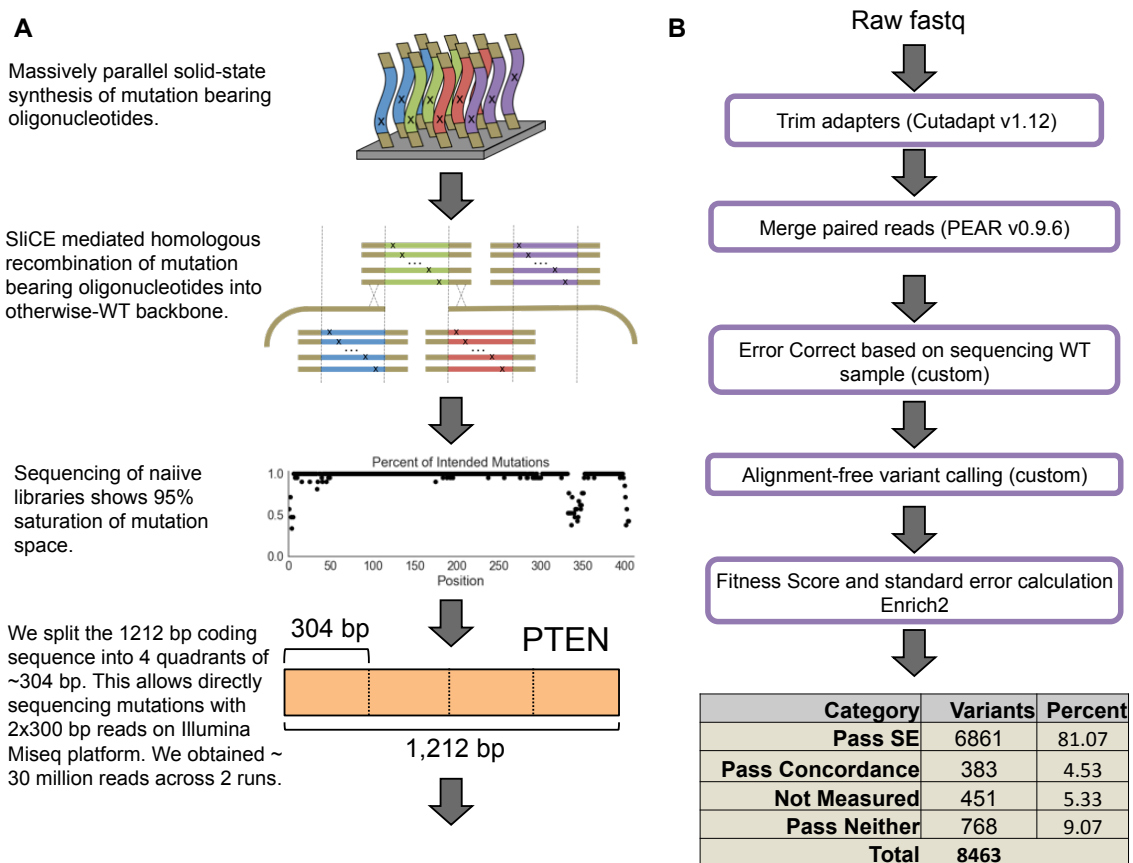 A
Massively parallel solid-state
synthesis of mutation bearing
oligonucleotides.
x x x x x x x x
SliCE mediated homologous
recombination of mutation
bearing oligonucleotides into
otherwise-WT backbone.
x x
x x
... ...
x x
x x
x x
x x
... ...
x x
x x
Sequencing of naiive
libraries shows 95%
saturation of mutation
space.
Percent of Intended Mutations
1.0
0.5
0.0
0 50 100 150 200 250 300 350 400
Position
We split the 1212 bp coding
sequence into 4 quadrants of
~304 bp. This allows directly
sequencing mutations with
2x300 bp reads on Illumina
Miseq platform. We obtained ~
30 million reads across 2 runs.
304 bp
PTEN
1,212 bp
B
Raw fastq
Trim adapters (Cutadapt v1.12)
Merge paired reads (PEAR v0.9.6)
Error Correct based on sequencing WT
sample (custom)
Alignment-free variant calling (custom)
Fitness Score and standard error calculation
Enrich2
Category Variants Percent
Pass SE 6861 81.07
Pass Concordance 383 4.53
Not Measured 451 5.33
Pass Neither 768 9.07
Total 8463